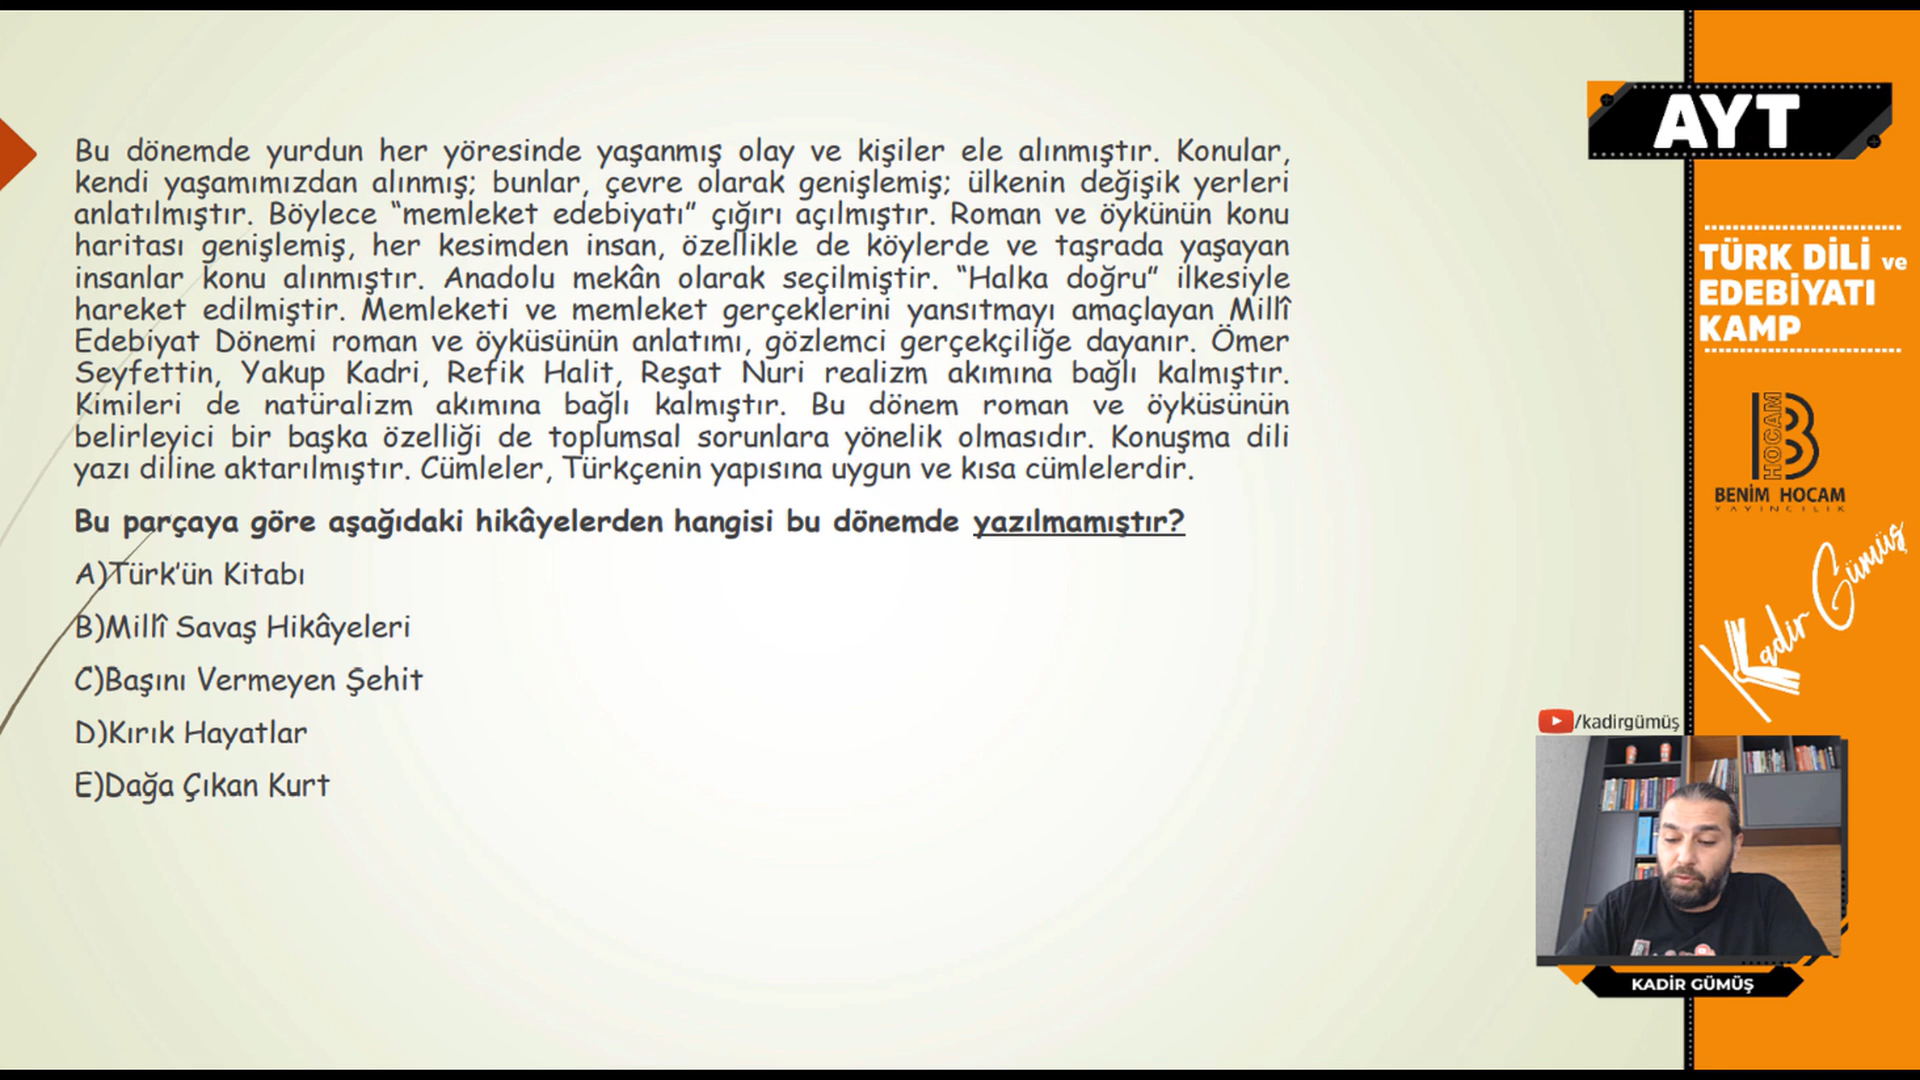 Bu dönemde yurdun her yöresinde yaşanmış olay ve kişiler ele alınmıştır. Konular,
kendi yaşamımızdan alınmış; bunlar, çevre olarak genişlemiş; ülkenin değişik yerleri
anlatılmıştır. Böylece “memleket edebiyatı” çığırı açılmıştır. Roman ve öykünün konu
haritası genişlemiş, her kesimden insan, özellikle de köylerde ve taşrada yaşayan
insanlar konu alınmıştır. Anadolu mekân olarak seçilmiştir. “Halka doğru” ilkesiyle
hareket edilmiştir. Memleketi ve memleket gerçeklerini yansıtmayı amaçlayan Millî
Edebiyat Dönemi roman ve öyküsünün anlatımı, gözlemci gerçekçiliğe dayanır. Ömer
Seyfettin, Yakup Kadri, Refik Halit, Reşat Nuri realizm akımına bağlı kalmıştır.
Kimileri de natüralizm akımına bağlı kalmıştır. Bu dönem roman ve öyküsünün
belirleyici bir başka özelliği de toplumsal sorunlara yönelik olmasıdır. Konuşma dili
yazı diline aktarılmıştır. Cümleler, Türkçenin yapısına uygun ve kısa cümlelerdir.
Bu parçaya göre aşağıdaki hikâyelerden hangisi bu dönemde yazılmamıştır?
A)Türk’ün Kitabı
B)Millî Savaş Hikâyeleri
C)Başını Vermeyen Şehit
D)Kırık Hayatlar
E)Dağa Çıkan Kurt
AYT
TÜRK DİLİ ve
EDEBİYATI
KAMP
HOCAM
BENİM HOCAM
YAYINCILIK
Kadir Gümüş
/kadirgümüş
KADİR GÜMÜŞ